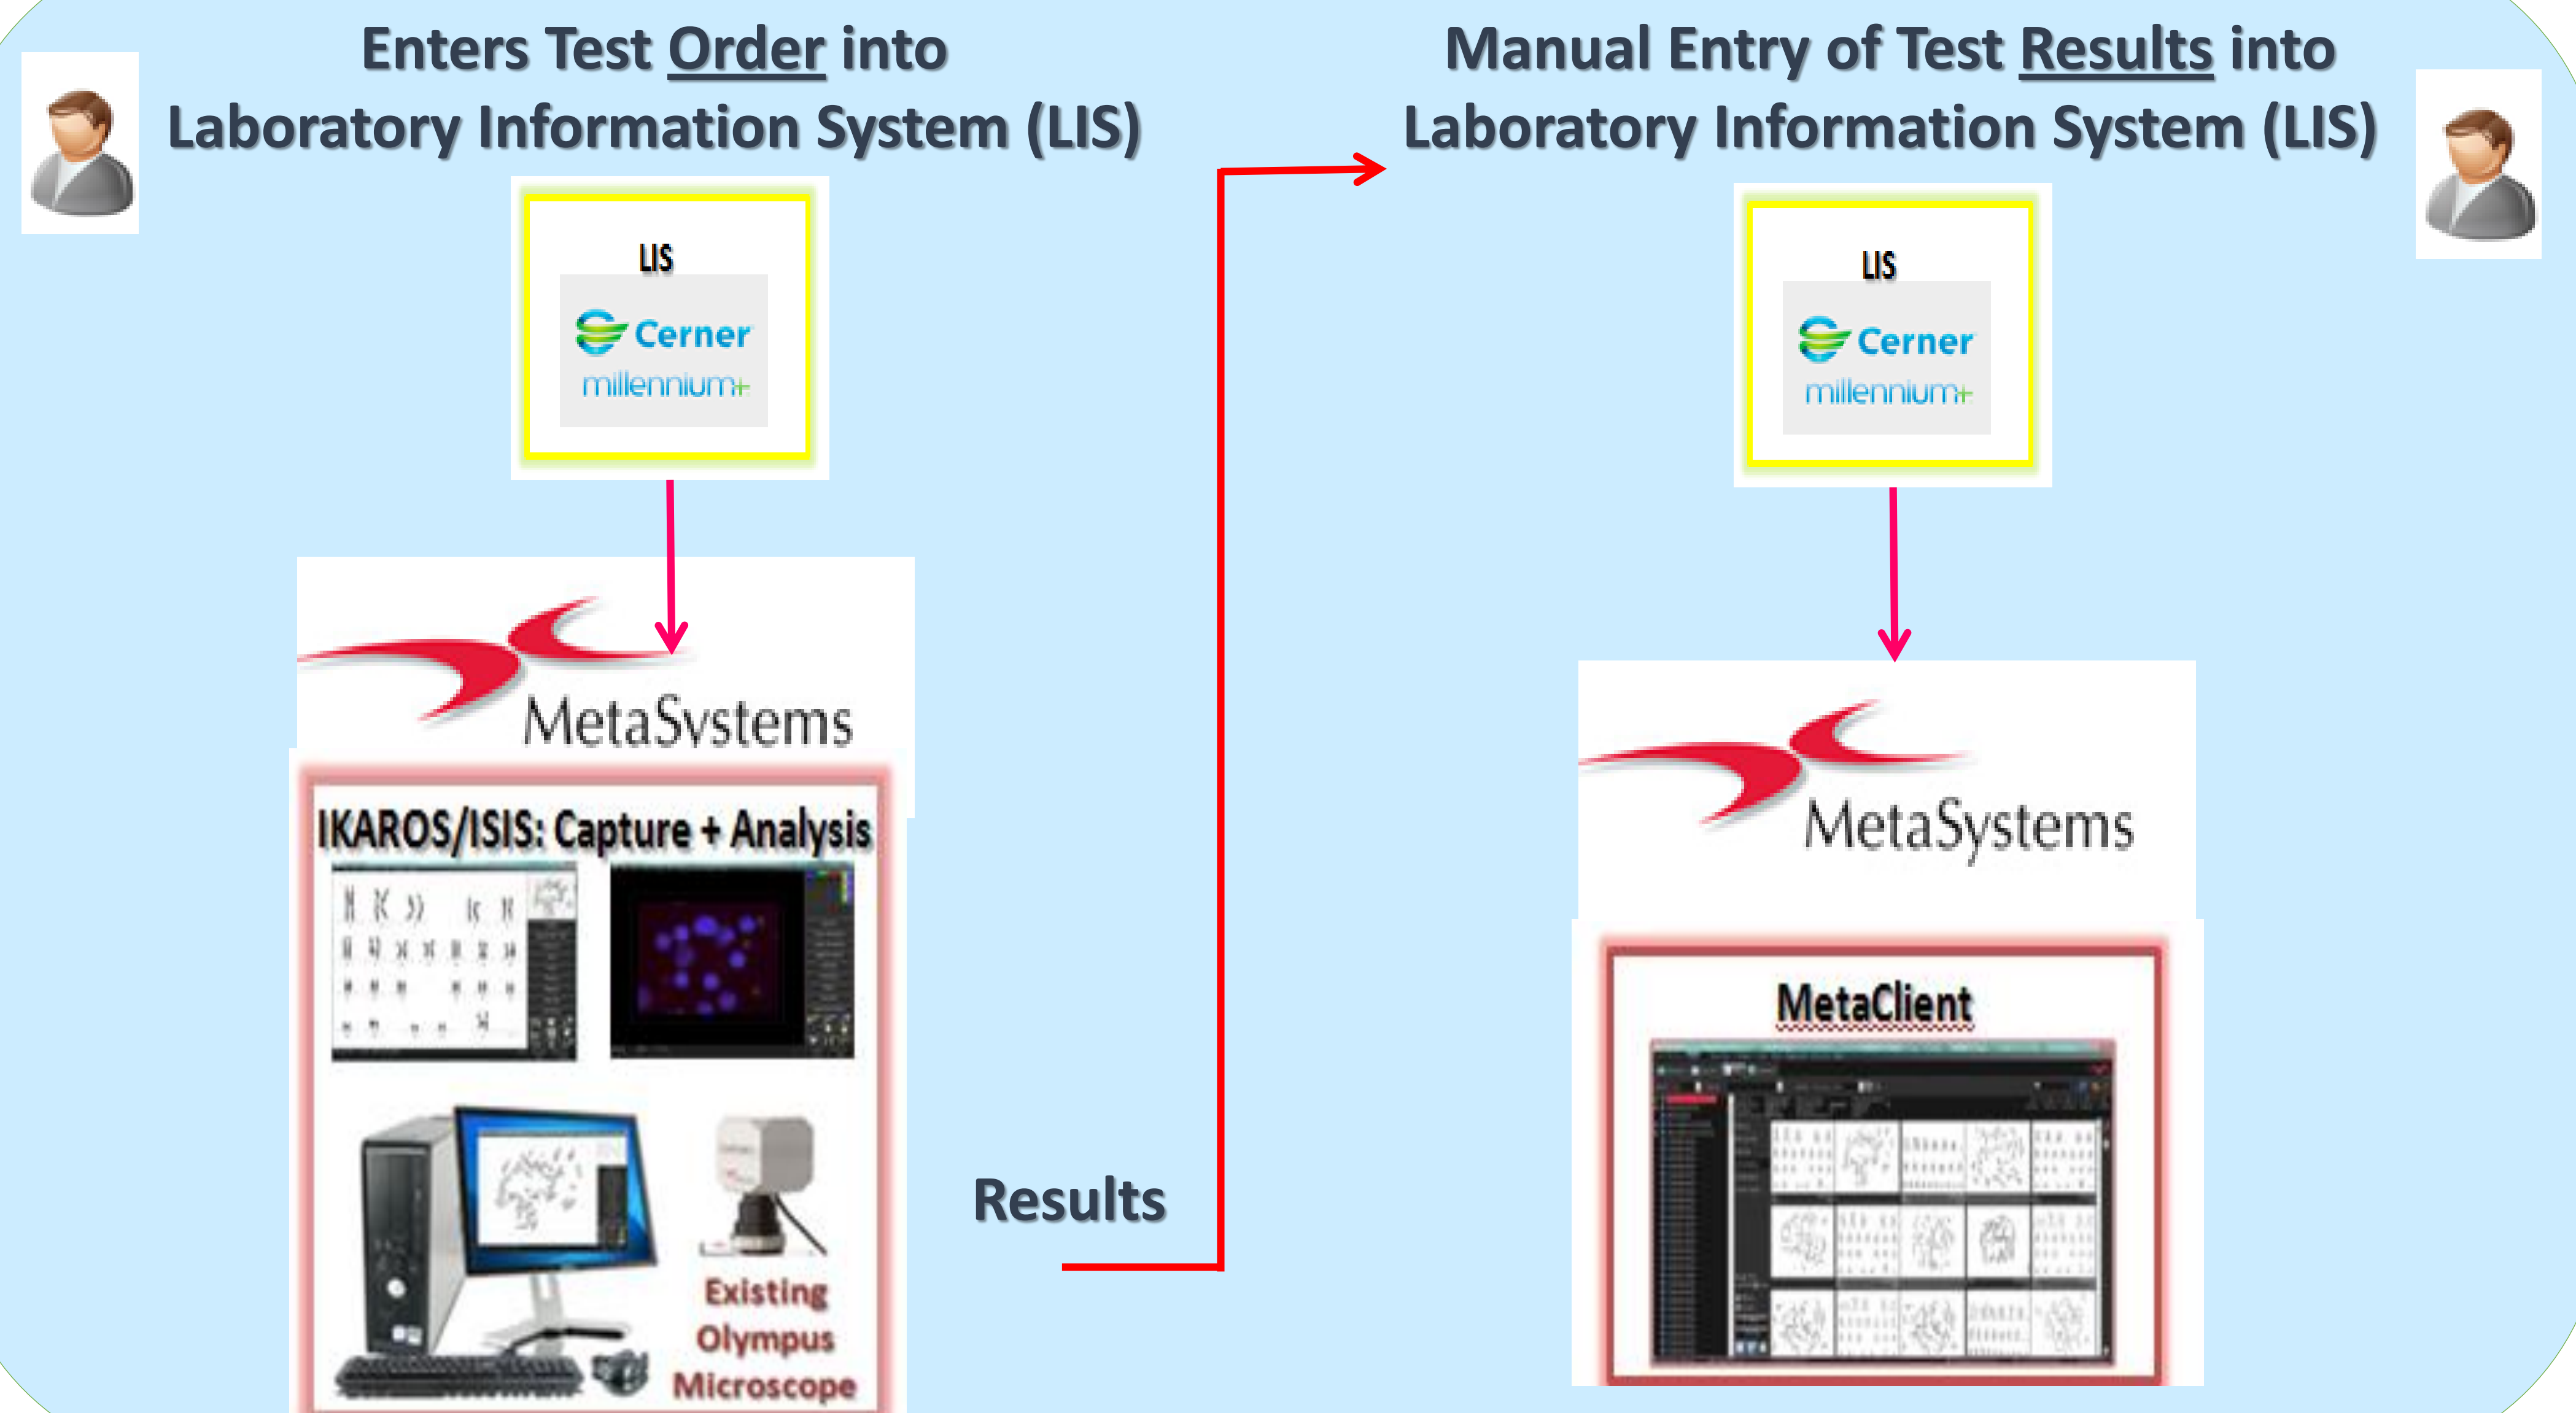 Enters Test Order into
Laboratory Information System (LIS)
LIS
Cerner
millennium+
MetaSystems
IKAROS/ISIS: Capture + Analysis
Existing
Olympus
Microscope
Results
Manual Entry of Test Results into
Laboratory Information System (LIS)
LIS
Cerner
millennium+
MetaSystems
MetaClient